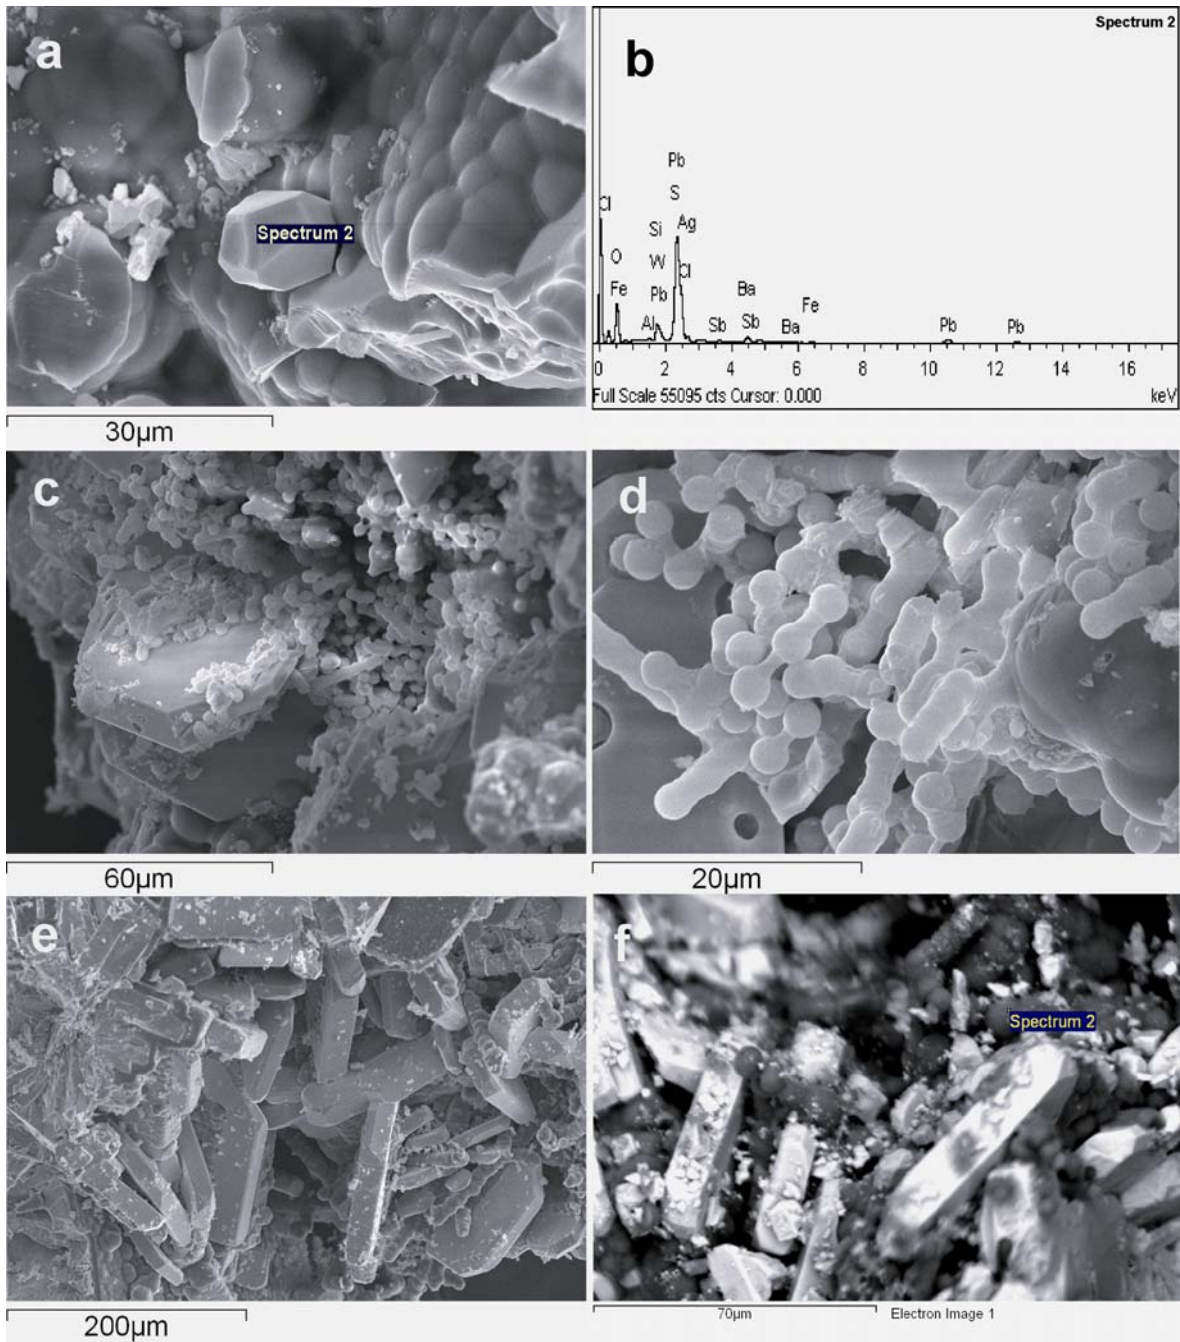 a
Spectrum 2
30µm
b
Spectrum 2
Pb
S
Cl
Si
Ag
O
W
Cl
Fe
Pb
Ba
Fe
Al
Sb
Sb
Ba
Pb
Pb
0 2 4 6 8 10 12 14 16
Full Scale 55095 cts Cursor: 0.000 keV
c
60µm
d
20µm
e
200µm
f
Spectrum 2
70µm Electron Image 1